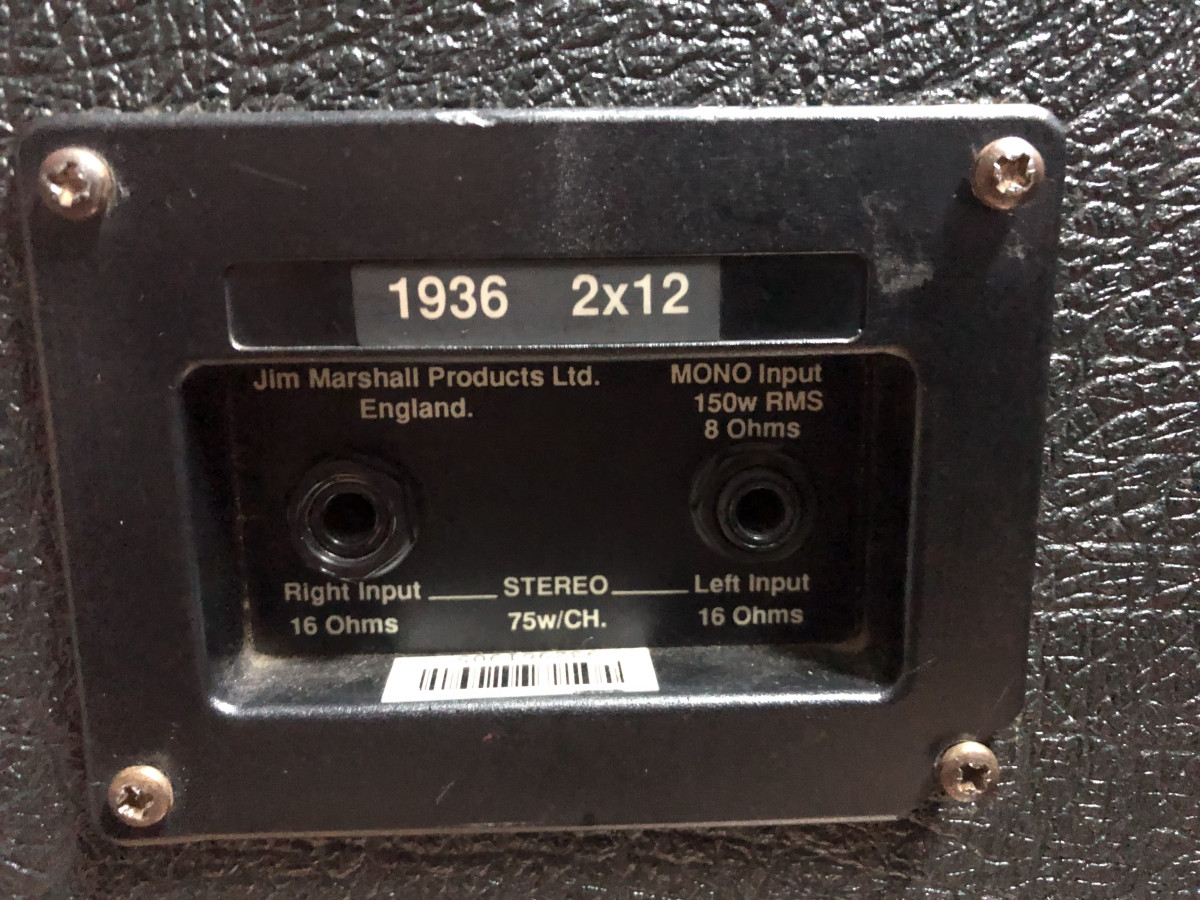 1936 2x12
Jim Marshall Products Ltd.
England.
MONO Input
150w RMS
8 Ohms
Right Input STEREO Left Input
16 Ohms 75w/CH. 16 Ohms